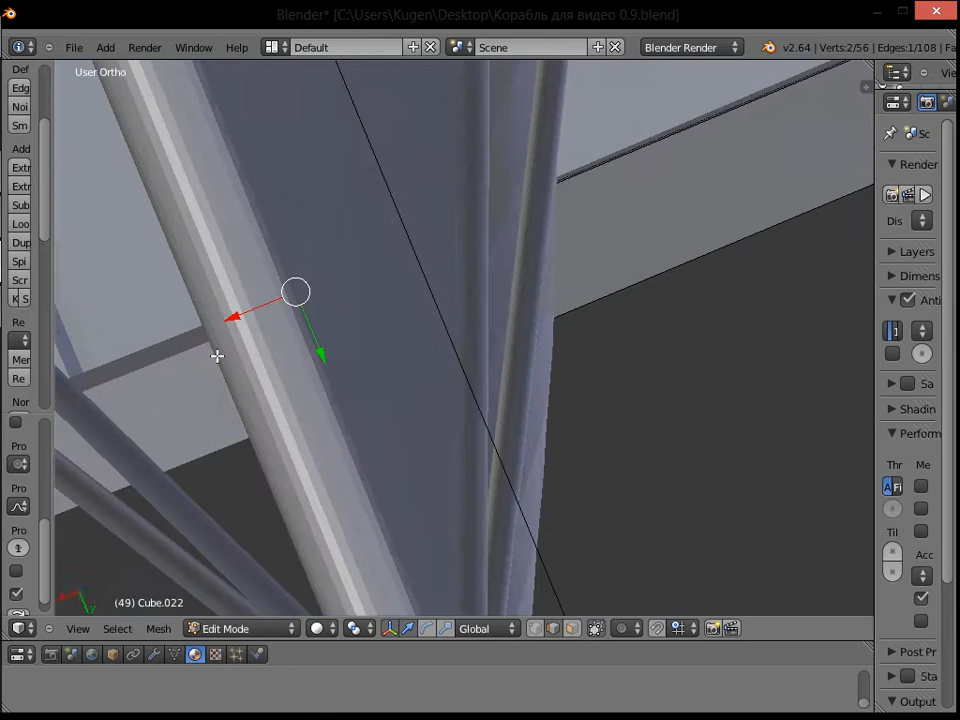 Blender* [C:\Users\Kugen\Desktop\Корабль для видео 0.9.blend]
File Add Render Window Help Default Scene Blender Render v2.64 | Verts:2/56 | Edges:1/108 | Fa
User Ortho
Def
Edg
Noi
Sm
Add
Extr
Extr
Sub
Loo
Dup
Spi
Scr
K S
Re
Mer
Re
Nor
Pro
Pro
Pro
1
y
(49) Cube.022
Vie
Sc
Render
Dis
Layers
Dimens
Anti
Sa
Shadin
Perform
Thr Me
A Fi
Til
Acc
Post Pr
Sta
Output
View Select Mesh Edit Mode Global